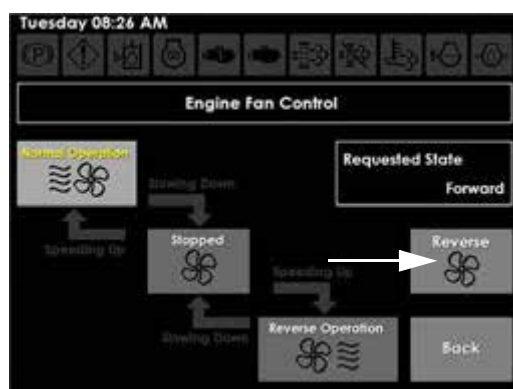 Tuesday 08:26 AM
Engine Fan Control
Normal Operation
Requested State
Forward
Slowing Down
Speeding Up
Stopped
Reverse
Speeding Up
Slowing Down
Reverse Operation
Back